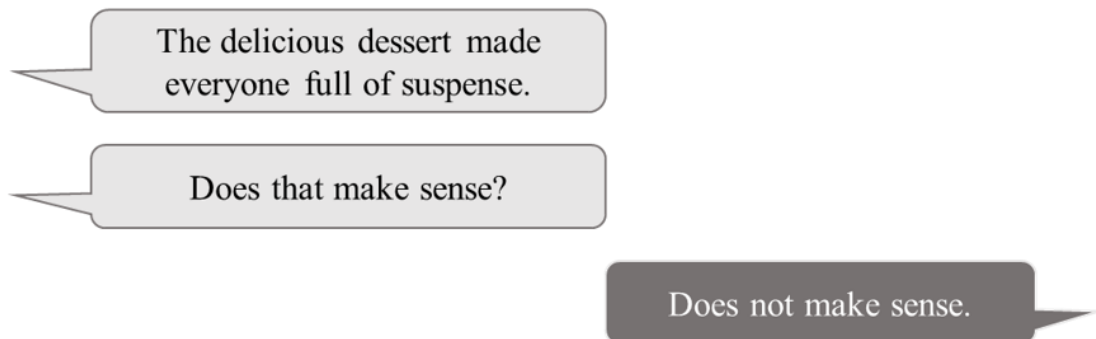 The delicious dessert made
everyone full of suspense.
Does that make sense?
Does not make sense.